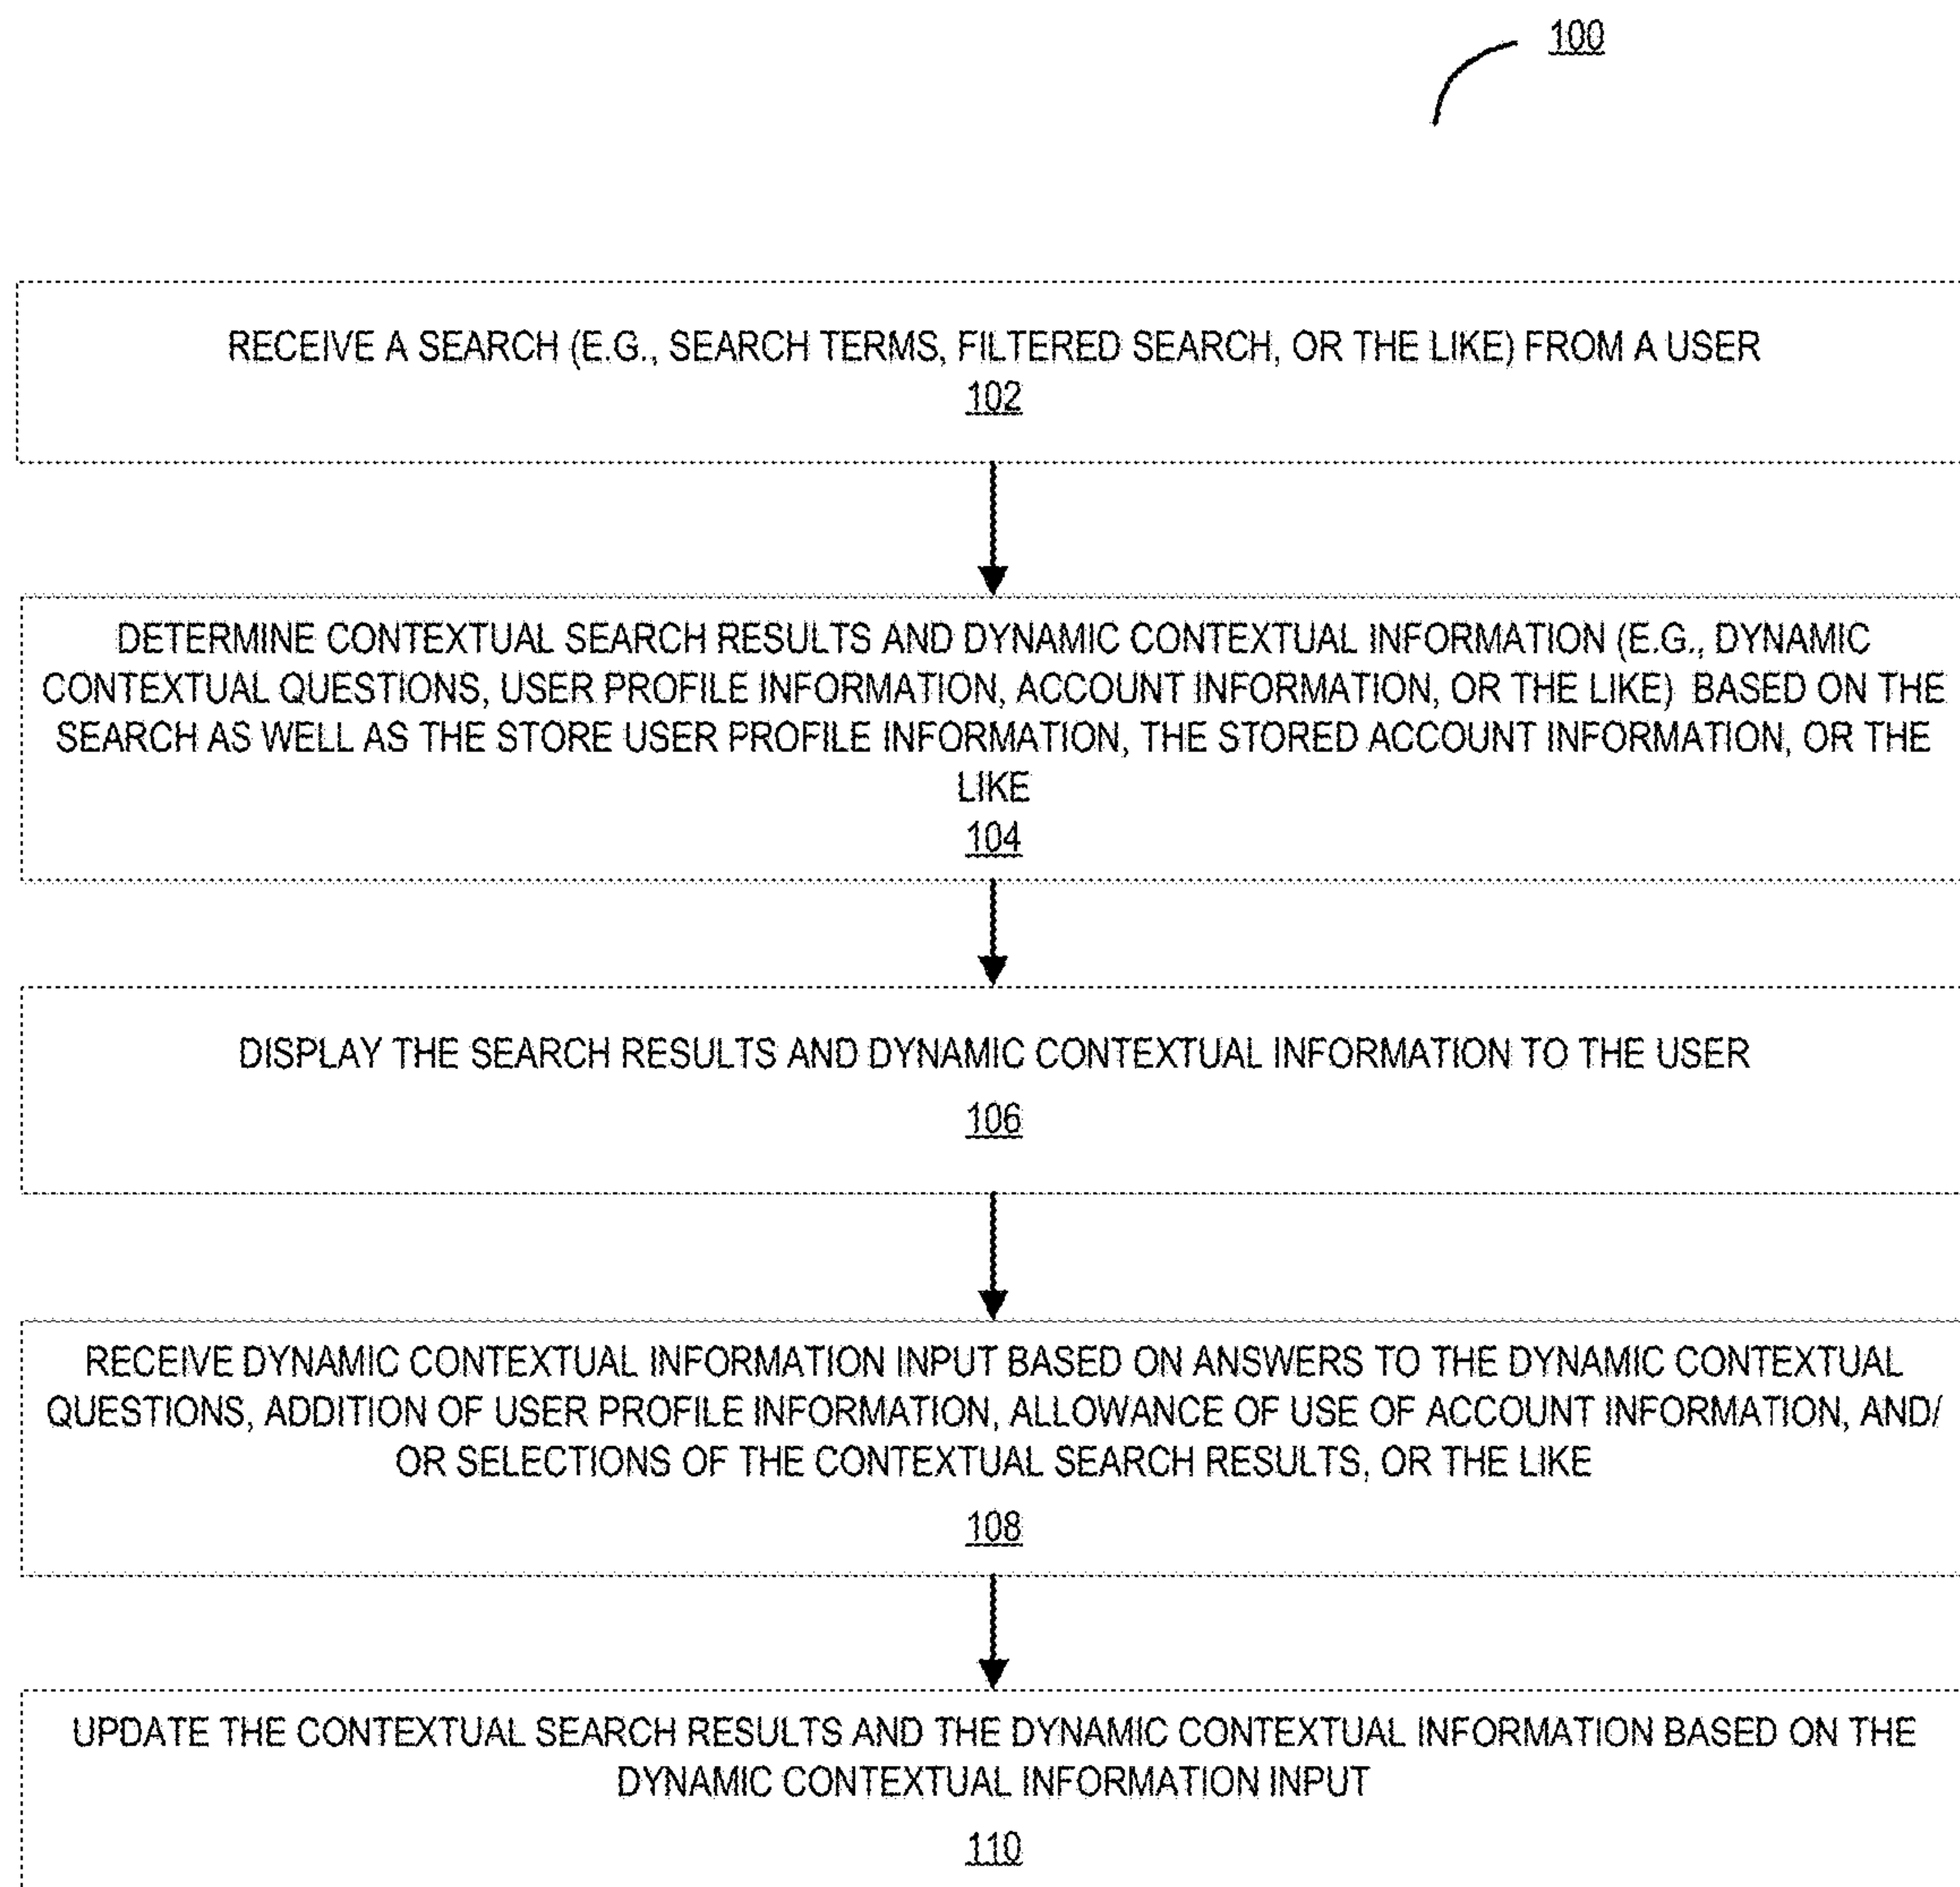 100
RECEIVE A SEARCH (E.G., SEARCH TERMS, FILTERED SEARCH, OR THE LIKE) FROM A USER
102
DETERMINE CONTEXTUAL SEARCH RESULTS AND DYNAMIC CONTEXTUAL INFORMATION (E.G., DYNAMIC
CONTEXTUAL QUESTIONS, USER PROFILE INFORMATION, ACCOUNT INFORMATION, OR THE LIKE) BASED ON THE
SEARCH AS WELL AS THE STORE USER PROFILE INFORMATION, THE STORED ACCOUNT INFORMATION, OR THE
LIKE
104
DISPLAY THE SEARCH RESULTS AND DYNAMIC CONTEXTUAL INFORMATION TO THE USER
106
RECEIVE DYNAMIC CONTEXTUAL INFORMATION INPUT BASED ON ANSWERS TO THE DYNAMIC CONTEXTUAL
QUESTIONS, ADDITION OF USER PROFILE INFORMATION, ALLOWANCE OF USE OF ACCOUNT INFORMATION, AND/
OR SELECTIONS OF THE CONTEXTUAL SEARCH RESULTS, OR THE LIKE
108
UPDATE THE CONTEXTUAL SEARCH RESULTS AND THE DYNAMIC CONTEXTUAL INFORMATION BASED ON THE
DYNAMIC CONTEXTUAL INFORMATION INPUT
110